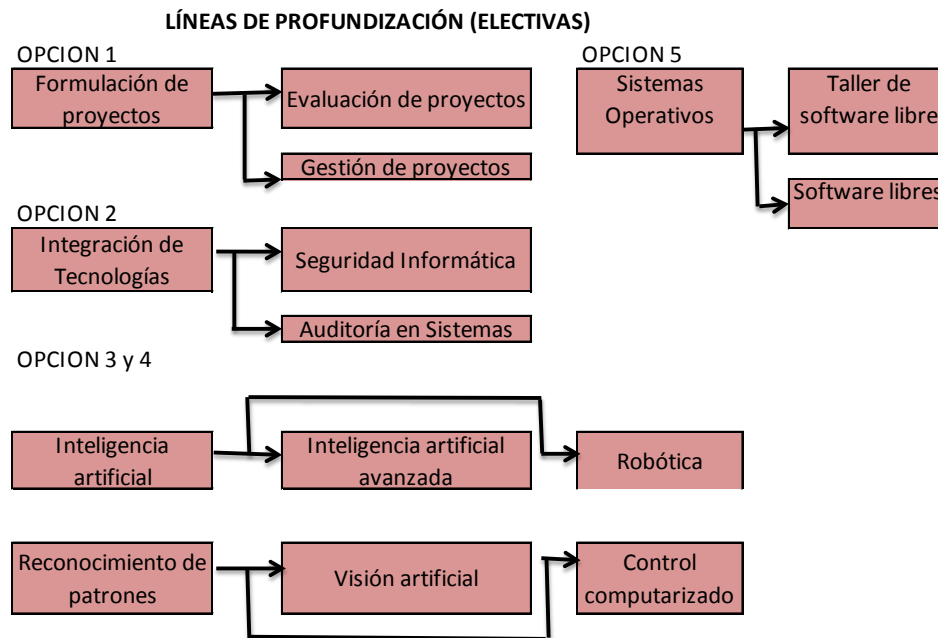 LÍNEAS DE PROFUNDIZACIÓN (ELECTIVAS)
OPCION 1
Formulación de
proyectos
Evaluación de proyectos
Gestión de proyectos
OPCION 5
Sistemas
Operativos
Taller de
software libre
Software libres
OPCION 2
Integración de
Tecnologías
Seguridad Informática
Auditoría en Sistemas
OPCION 3 y 4
Inteligencia
artificial
Inteligencia artificial
avanzada
Robótica
Reconocimiento de
patrones
Visión artificial
Control
computarizado